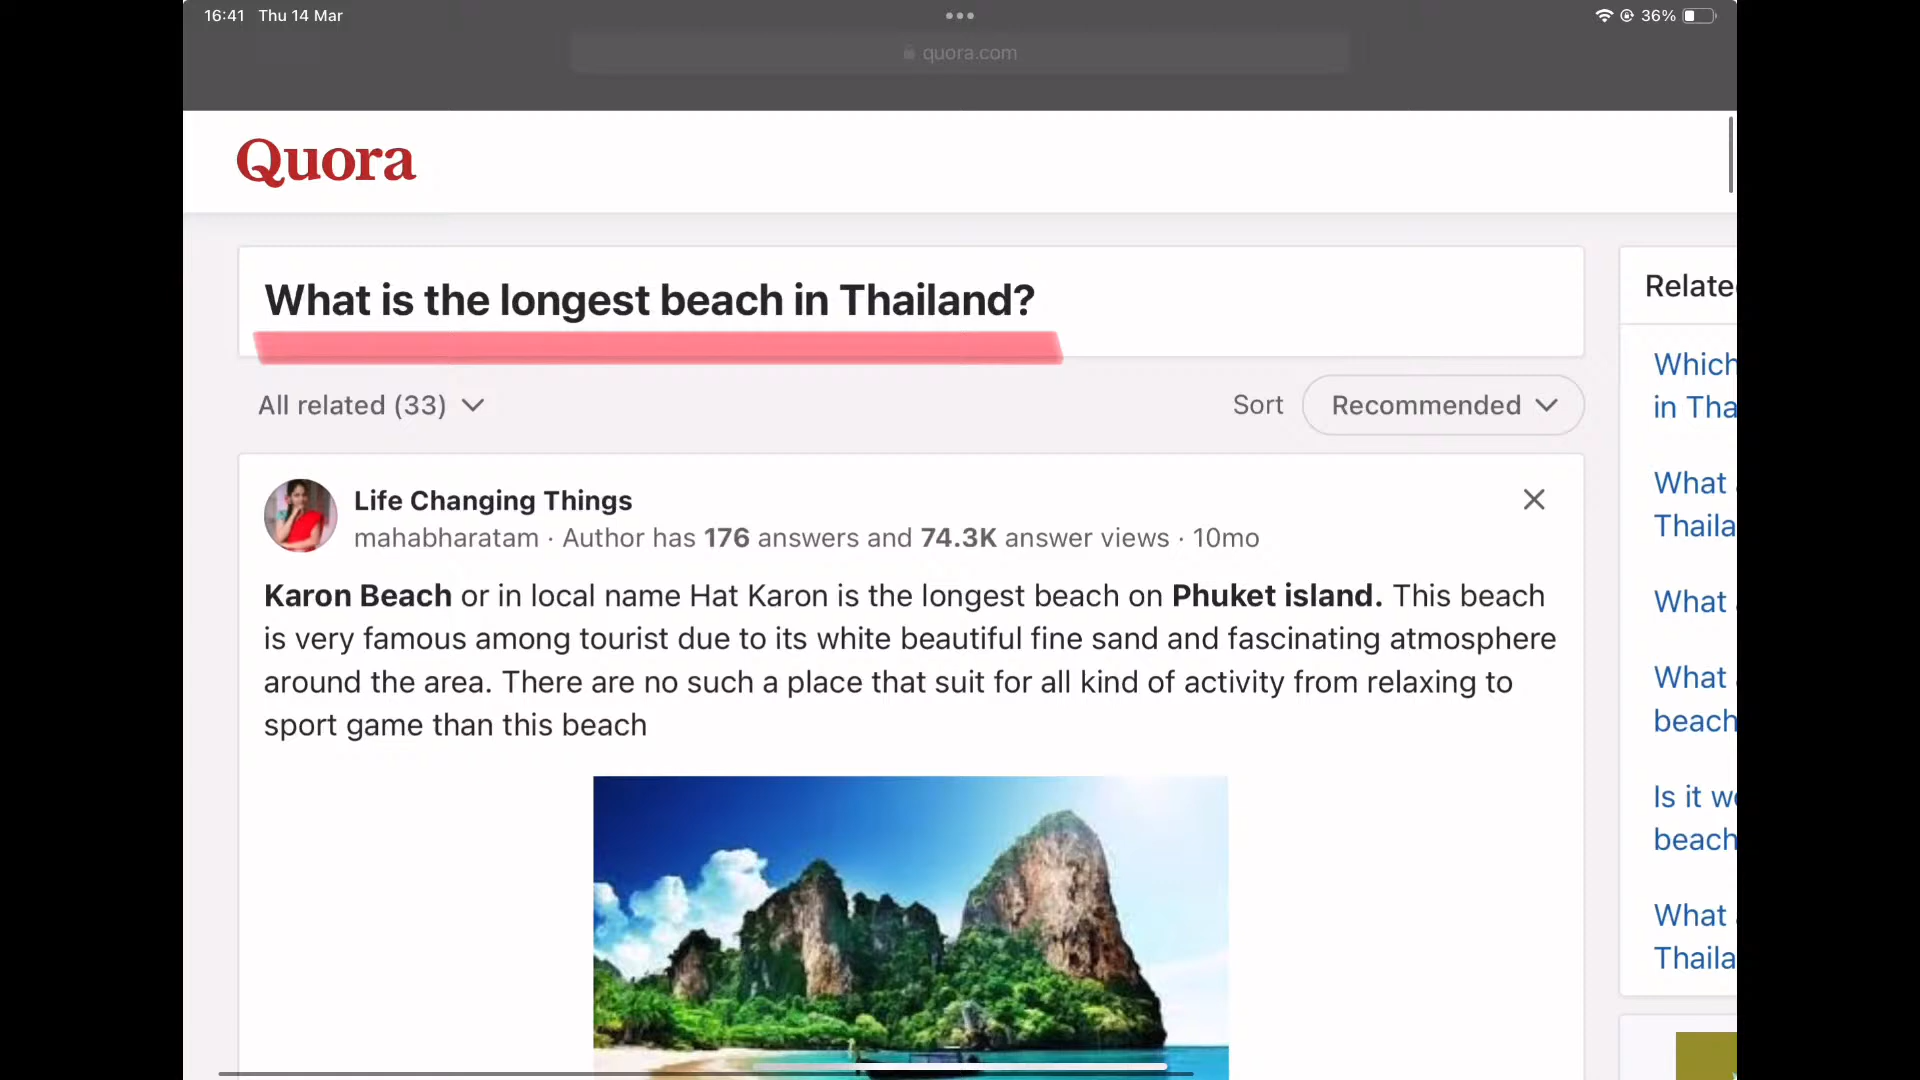 16:41 Thu 14 Mar
36%
quora.com
Quora
What is the longest beach in Thailand?
All related (33)
Sort Recommended
Life Changing Things
mahabharatam · Author has 176 answers and 74.3K answer views · 10mo
Karon Beach or in local name Hat Karon is the longest beach on Phuket island. This beach
is very famous among tourist due to its white beautiful fine sand and fascinating atmosphere
around the area. There are no such a place that suit for all kind of activity from relaxing to
sport game than this beach
Relate
Which
in Tha
What
Thaila
What
What
beach
Is it w
beach
What
Thaila